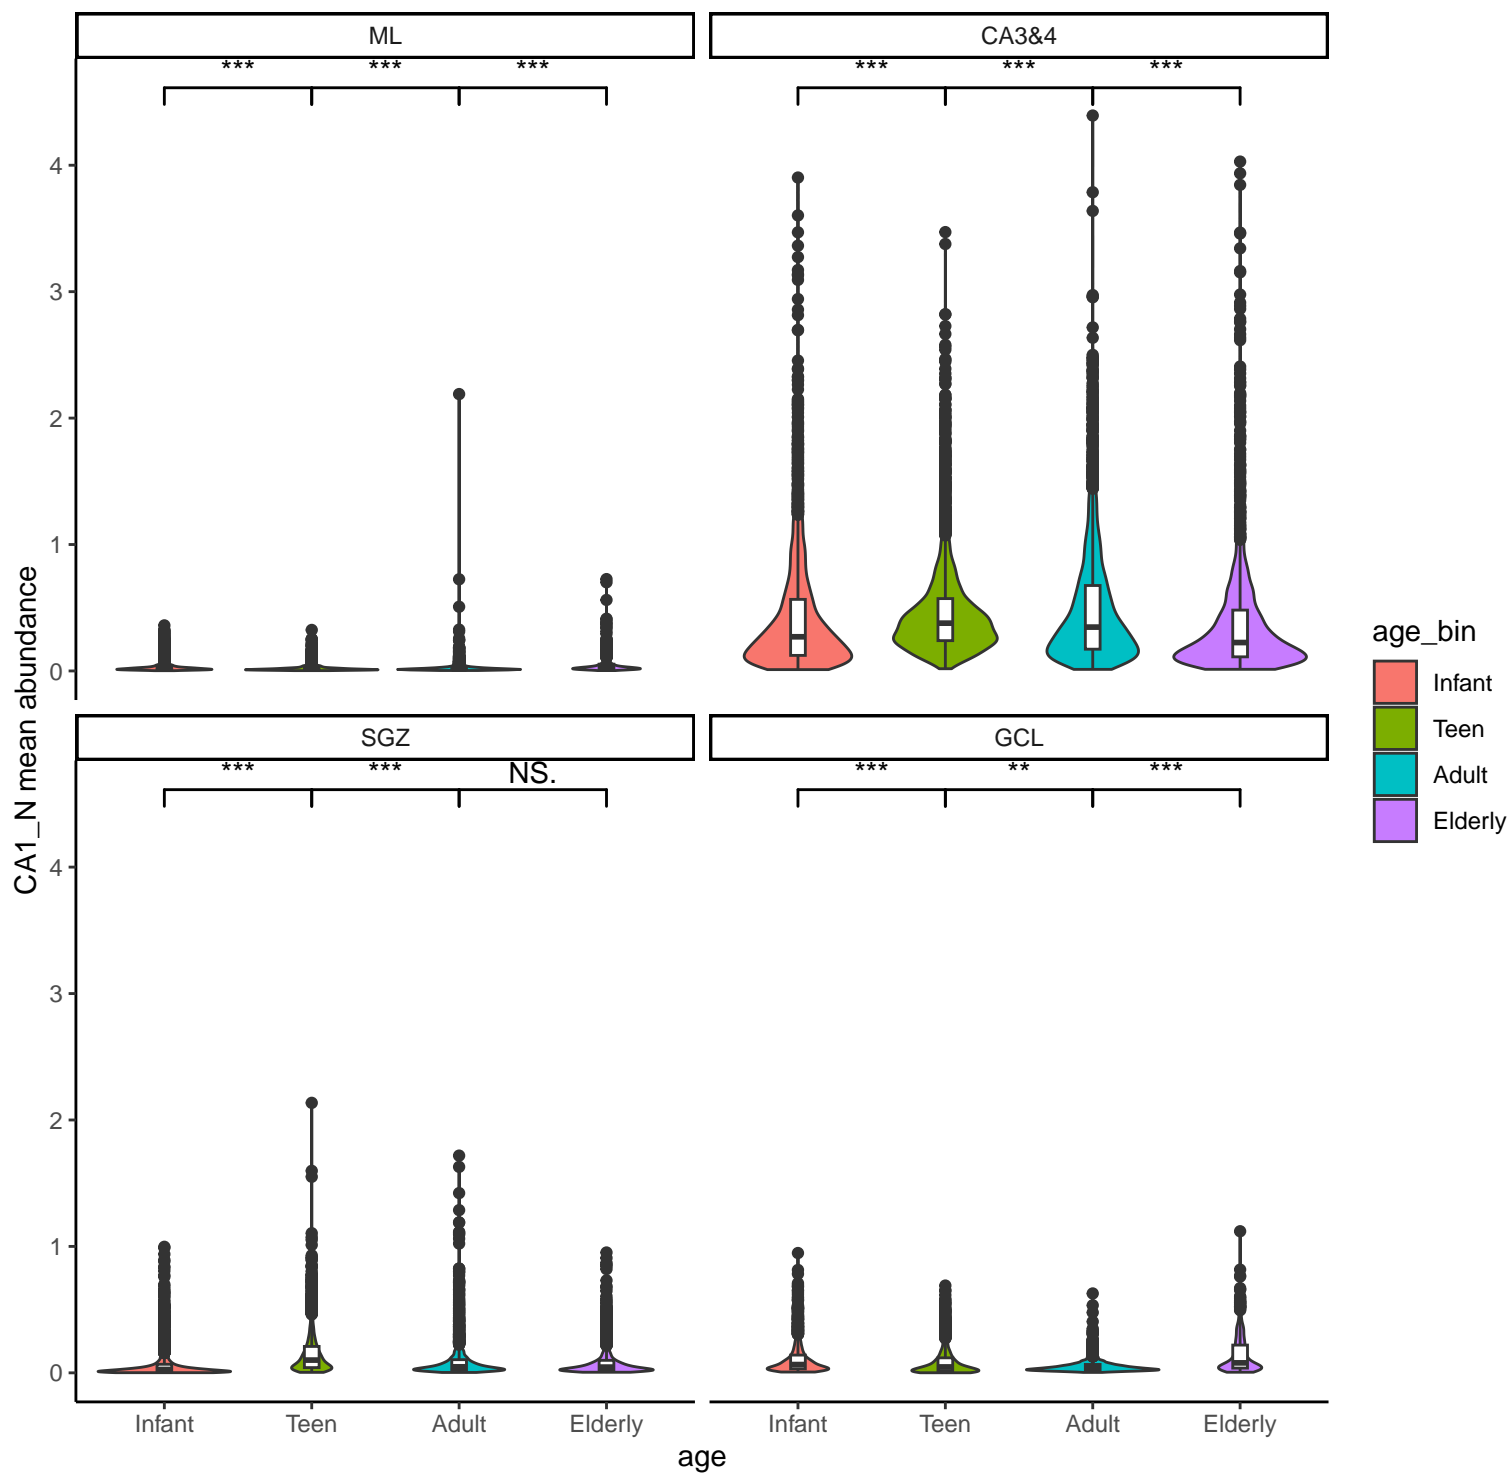 ML
CA3&4
*** *** ***
*** *** ***
4
3
2
1
0
SGZ
GCL
*** *** NS.
*** ** ***
4
3
2
1
0
CA1_N mean abundance
Infant Teen Adult Elderly
Infant Teen Adult Elderly
age
age_bin
Infant
Teen
Adult
Elderly